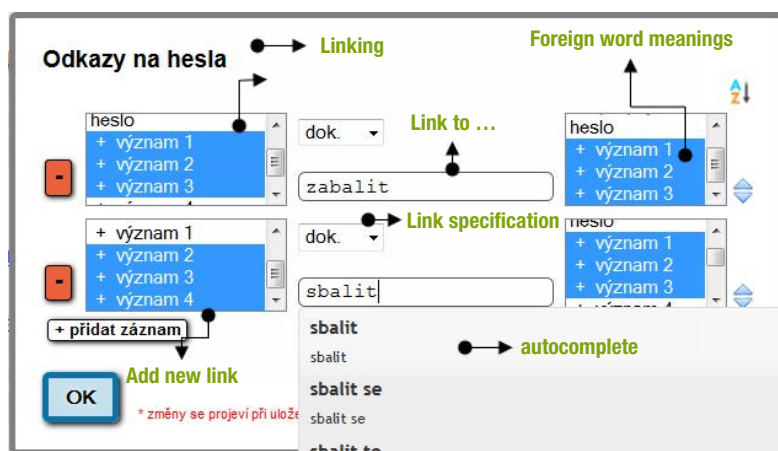 Odkazy na hesla
Linking
Foreign word meanings
A
Z
heslo
+ význam 1
+ význam 2
+ význam 3
dok.
Link to …
heslo
+ význam 1
+ význam 2
+ význam 3
-
zabalit
+ význam 1
+ význam 2
+ význam 3
+ význam 4
dok.
Link specification
heslo
+ význam 1
+ význam 2
+ význam 3
-
sbalit
+ přidat záznam
sbalit
sbalit
autocomplete
Add new link
OK
sbalit se
sbalit se
* změny se projeví při ulože
sbalit to